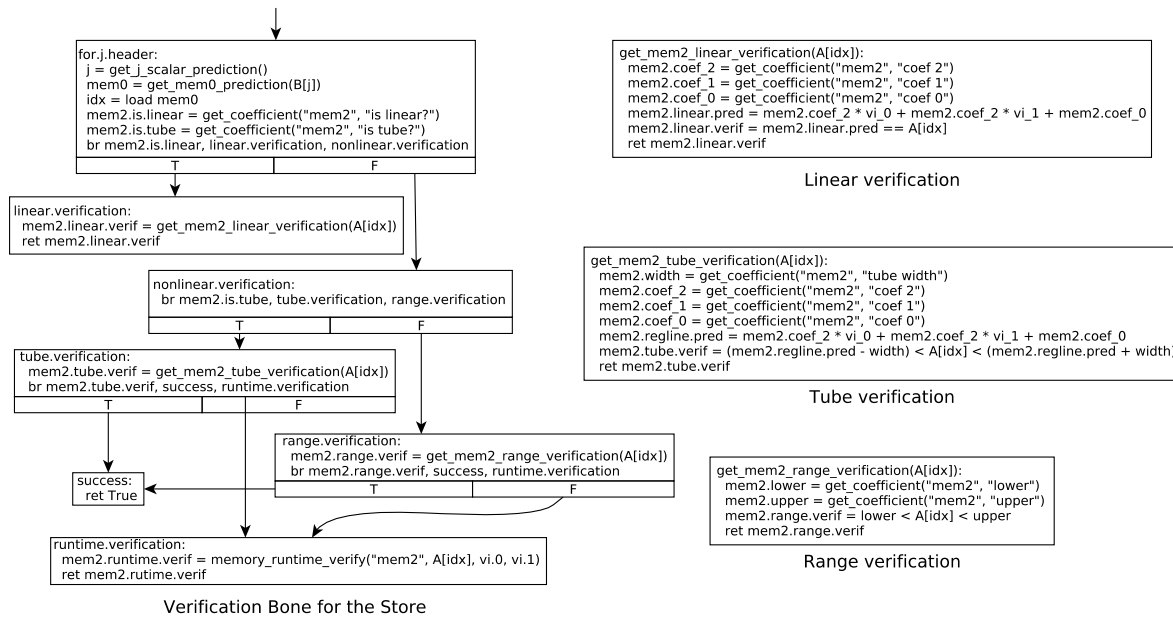 for.j.header:
j = get_j_scalar_prediction()
mem0 = get_mem0_prediction(B[j])
idx = load mem0
mem2.is.linear = get_coefficient("mem2", "is linear?")
mem2.is.tube = get_coefficient("mem2", "is tube?")
br mem2.is.linear, linear.verification, nonlinear.verification
T
F
linear.verification:
mem2.linear.verif = get_mem2_linear_verification(A[idx])
ret mem2.linear.verif
nonlinear.verification:
br mem2.is.tube, tube.verification, range.verification
T
F
tube.verification:
mem2.tube.verif = get_mem2_tube_verification(A[idx])
br mem2.tube.verif, success, runtime.verification
T
F
range.verification:
mem2.range.verif = get_mem2_range_verification(A[idx])
br mem2.range.verif, success, runtime.verification
T
F
success:
ret True
runtime.verification:
mem2.runtime.verif = memory_runtime_verify("mem2", A[idx], vi.0, vi.1)
ret mem2.rutime.verif
Verification Bone for the Store
get_mem2_linear_verification(A[idx]):
mem2.coef_2 = get_coefficient("mem2", "coef 2")
mem2.coef_1 = get_coefficient("mem2", "coef 1")
mem2.coef_0 = get_coefficient("mem2", "coef 0")
mem2.linear.pred = mem2.coef_2 * vi_0 + mem2.coef_2 * vi_1 + mem2.coef_0
mem2.linear.verif = mem2.linear.pred == A[idx]
ret mem2.linear.verif
Linear verification
get_mem2_tube_verification(A[idx]):
mem2.width = get_coefficient("mem2", "tube width")
mem2.coef_2 = get_coefficient("mem2", "coef 2")
mem2.coef_1 = get_coefficient("mem2", "coef 1")
mem2.coef_0 = get_coefficient("mem2", "coef 0")
mem2.regline.pred = mem2.coef_2 * vi_0 + mem2.coef_2 * vi_1 + mem2.coef_0
mem2.tube.verif = (mem2.regline.pred - width) < A[idx] < (mem2.regline.pred + width)
ret mem2.tube.verif
Tube verification
get_mem2_range_verification(A[idx]):
mem2.lower = get_coefficient("mem2", "lower")
mem2.upper = get_coefficient("mem2", "upper")
mem2.range.verif = lower < A[idx] < upper
ret mem2.range.verif
Range verification